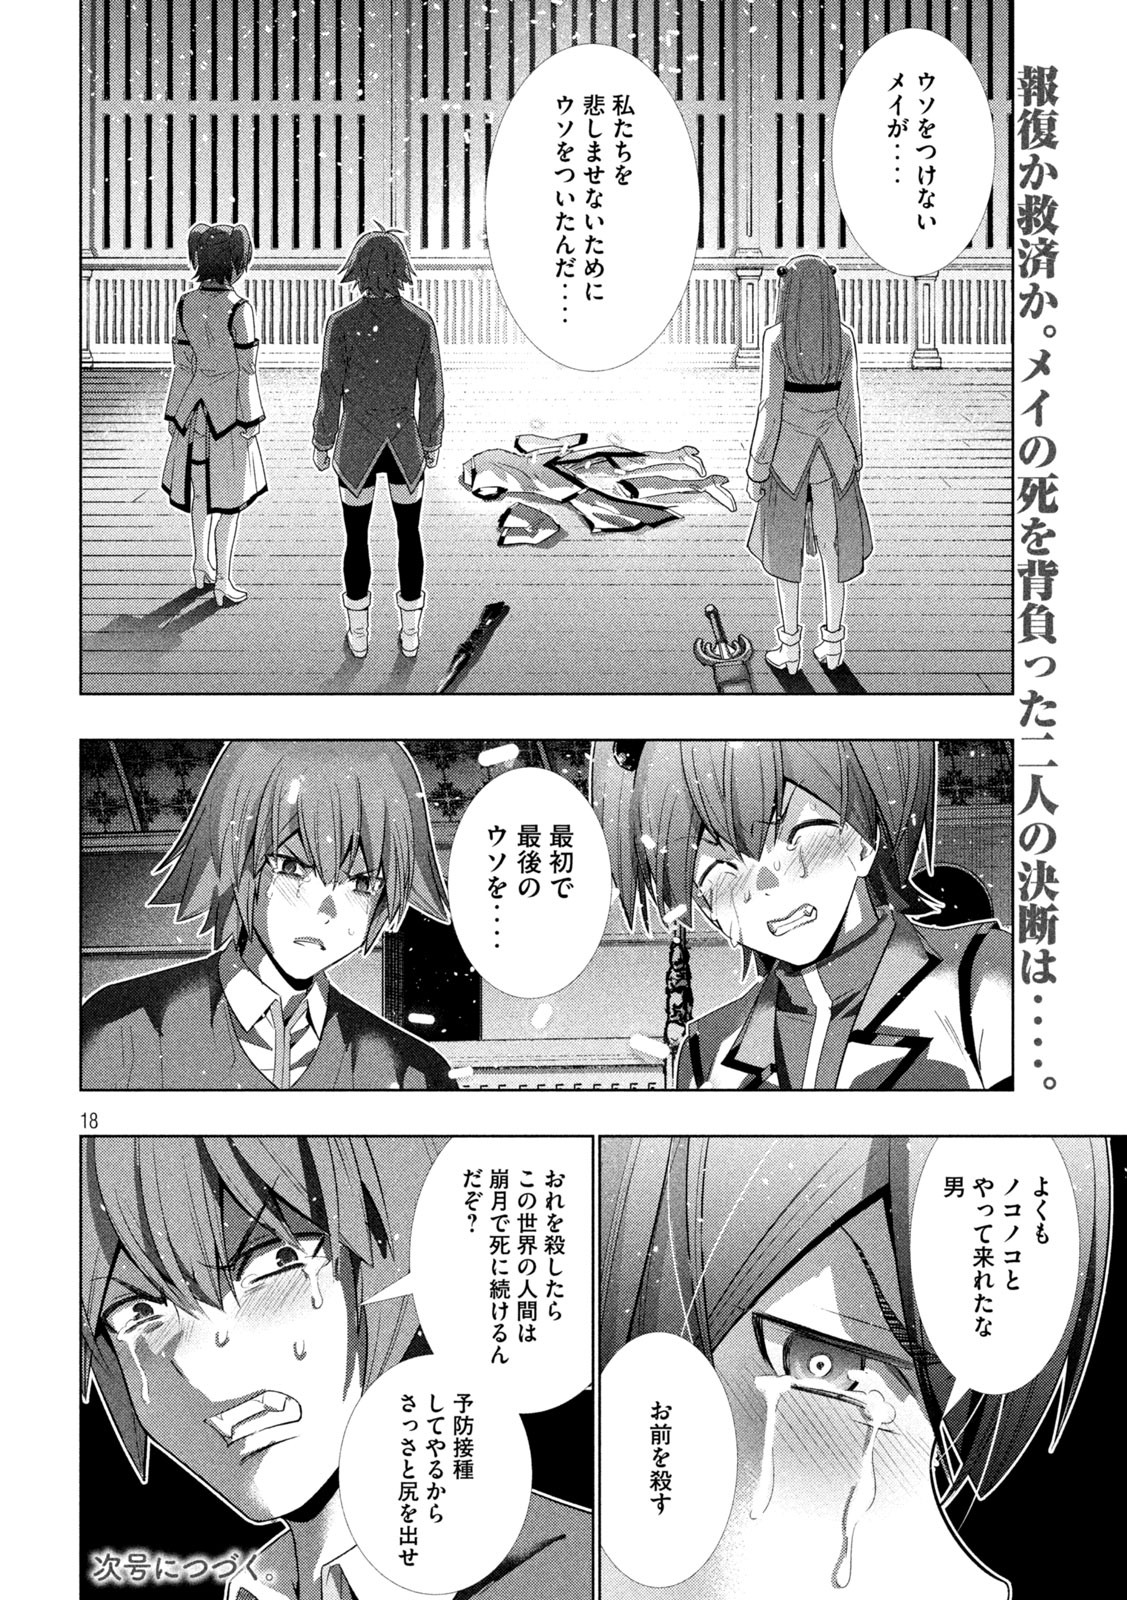 報復か救済か。メイの死を背負った二人の決断は‥‥‥。
ウソをつけない
メイが‥‥
私たちを
悲しませないために
ウソをついたんだ‥‥
最初で
最後の
ウソを‥‥
18
よくも
ノコノコと
やって来れたな
男
お前を殺す
おれを殺したら
この世界の人間は
崩月で死に続けるん
だぞ?
予防接種
してやるから
さっさと尻を出せ
次号につづく。